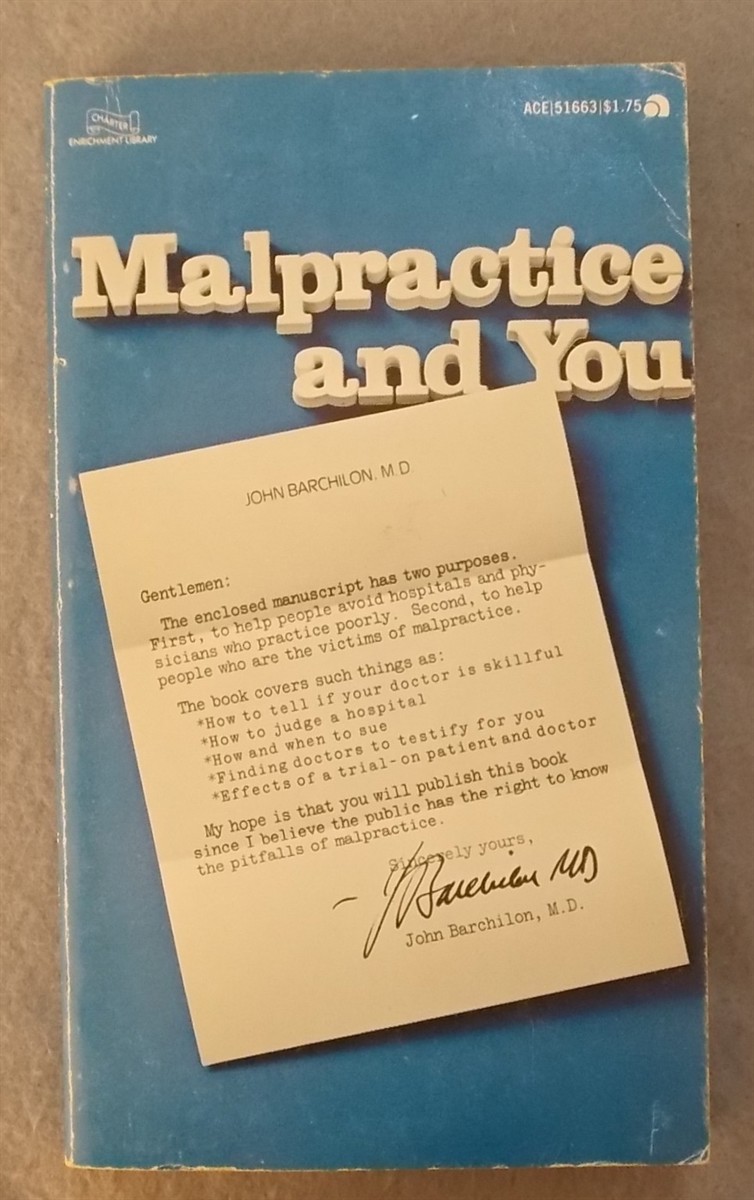 CHARTER
ENRICHMENT LIBRARY
ACE|51663|$1.75
Malpractice
and You
JOHN BARCHILON, M D
Gentlemen:
The enclosed manuscript has two purposes.
First, to help people avoid hospitals and phy-
sicians who practice poorly. Second, to help
people who are the victims of malpractice.
The book covers such things as:
*How to tell if your doctor is skillful
*How to judge a hospital
*How and when to sue
*Finding doctors to testify for you
*Effects of a trial-on patient and doctor
My hope is that you will publish this book
since I believe the public has the right to know
the pitfalls of malpractice.
Sincerely yours,
J Barchilon MD
John Barchilon, M.D.